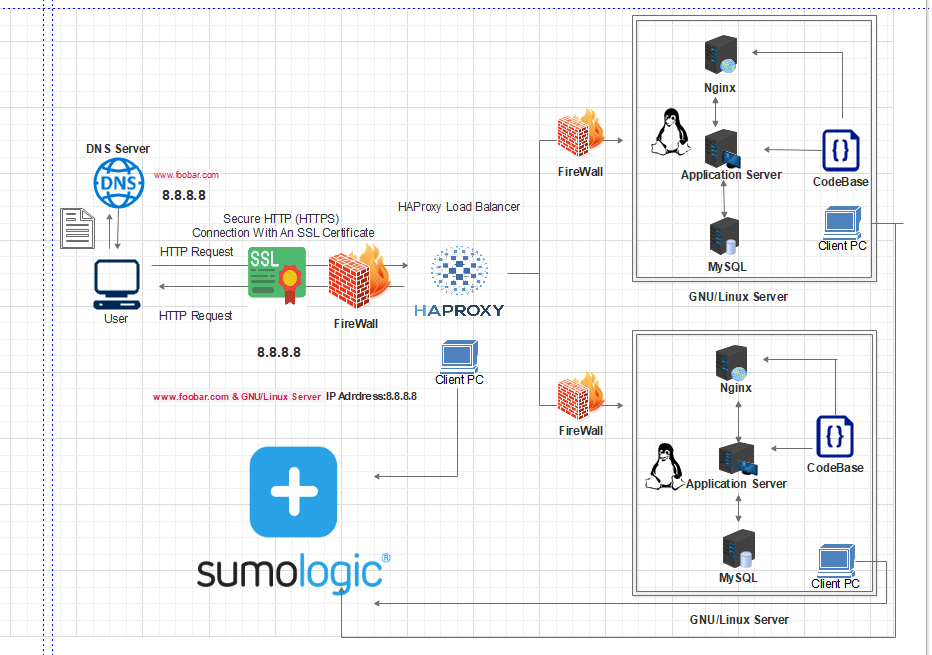 DNS Server
DNS
www.foobar.com
8.8.8.8
Secure HTTP (HTTPS)
Connection With An SSL Certificate
HTTP Request
SSL
HTTP Request
User
FireWall
8.8.8.8
www.foobar.com & GNU/Linux Server IP Adrdress:8.8.8.8
HAProxy Load Balancer
HAPROXY
Client PC
sumologic®
FireWall
FireWall
Nginx
Application Server
{}
CodeBase
MySQL
Client PC
GNU/Linux Server
Nginx
Application Server
{}
CodeBase
MySQL
Client PC
GNU/Linux Server